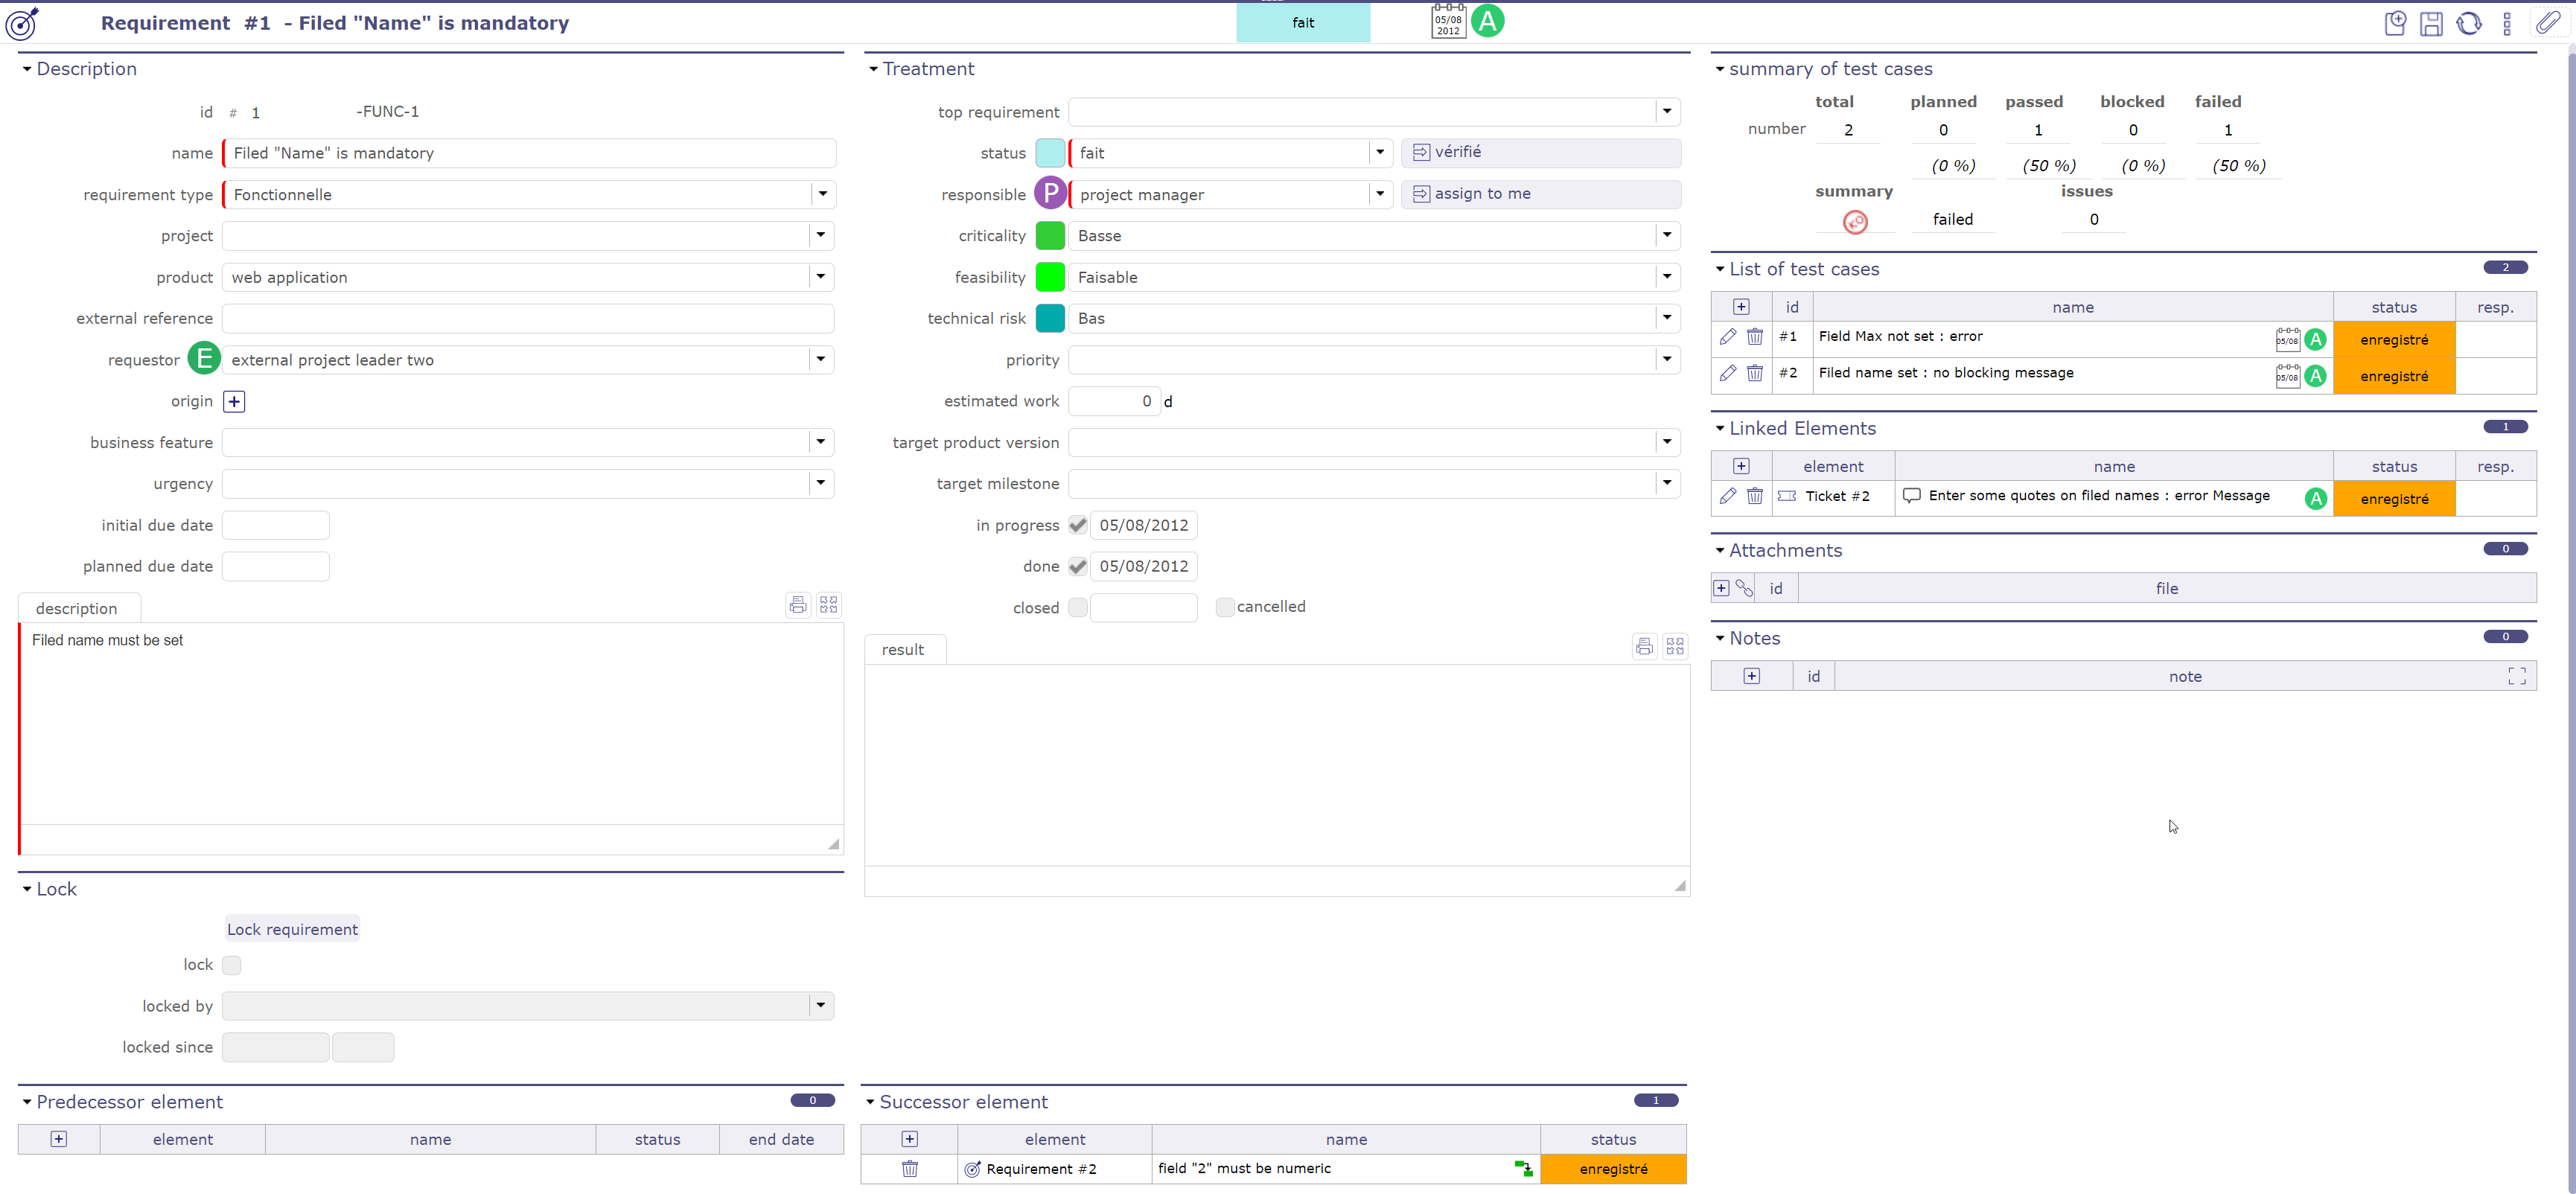 Requirement #1 - Filed "Name" is mandatory
fait
05/08
2012
A
Description
id # 1 -FUNC-1
name Filed "Name" is mandatory
requirement type Fonctionnelle
project
product web application
external reference
requestor E external project leader two
origin
business feature
urgency
initial due date
planned due date
description
Filed name must be set
Lock
Lock requirement
lock
locked by
locked since
Predecessor element 0
element name status end date
Treatment
top requirement
status fait vérifié
responsible P project manager assign to me
criticality Basse
feasibility Faisable
technical risk Bas
priority
estimated work 0 d
target product version
target milestone
in progress 05/08/2012
done 05/08/2012
closed cancelled
result
Successor element 1
element name status
Requirement #2 field "2" must be numeric enregistré
summary of test cases
total planned passed blocked failed
number 2 0 1 0 1
(0 %) (50 %) (0 %) (50 %)
summary issues
failed 0
List of test cases 2
id name status resp.
#1 Field Max not set : error 05/08 A enregistré
#2 Filed name set : no blocking message 05/08 A enregistré
Linked Elements 1
element name status resp.
Ticket #2 Enter some quotes on filed names : error Message A enregistré
Attachments 0
id file
Notes 0
id note